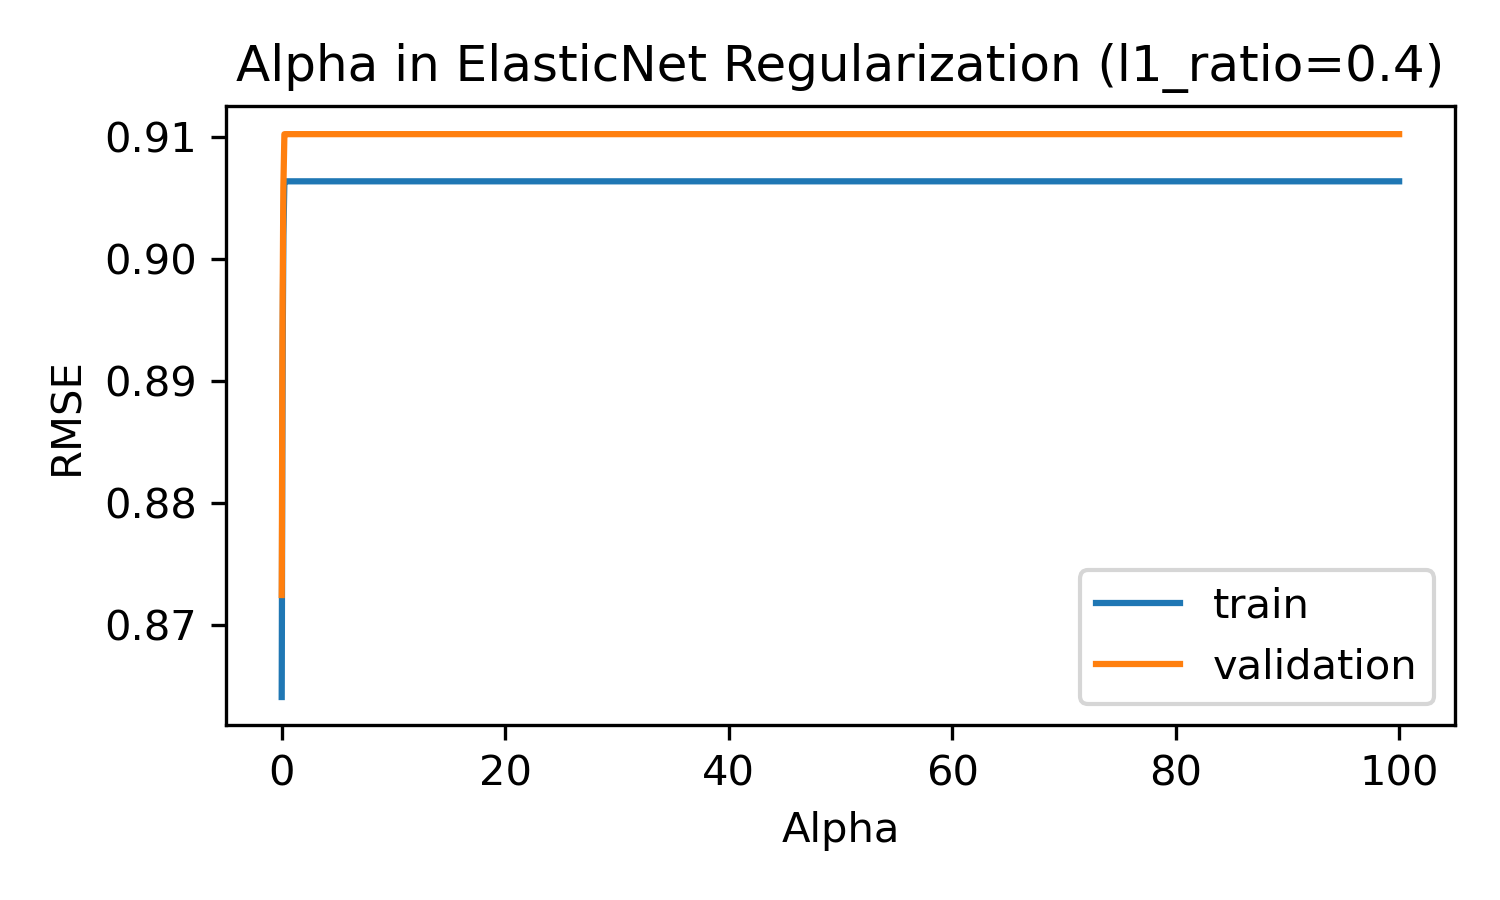 Alpha in ElasticNet Regularization (l1_ratio=0.4)
0.91
0.90
0.89
0.88
0.87
RMSE
train
validation
0 20 40 60 80 100
Alpha